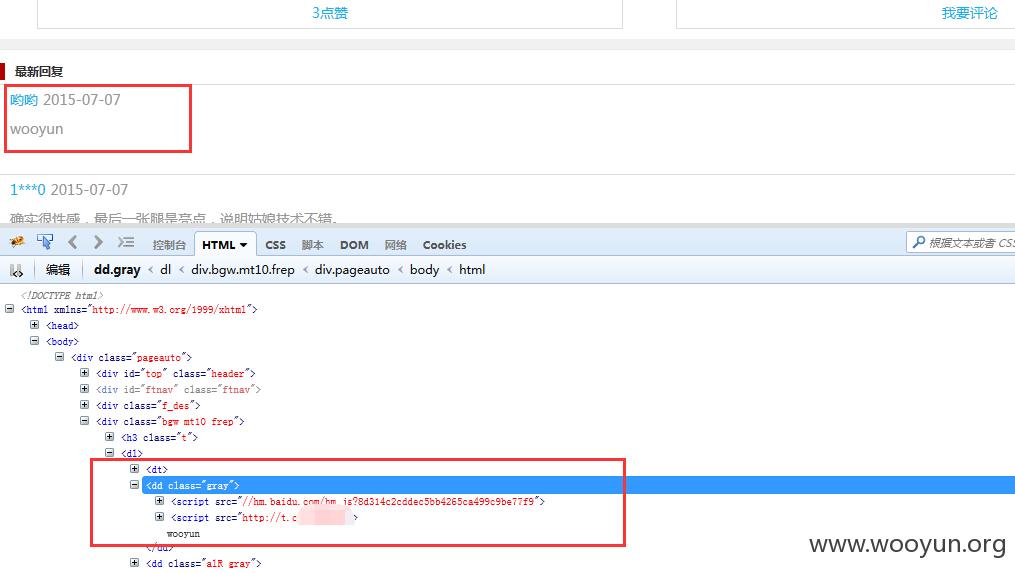 3点赞
我要评论
最新回复
哟哟 2015-07-07
wooyun
1***0 2015-07-07
确实很性感，最后一张腿是亮点，说明姑娘技术不错。
控制台 HTML CSS 脚本 DOM 网络 Cookies
根据文本或者 CSS
编辑 dd.gray < dl < div.bgw.mt10.frep < div.pageauto < body < html
<!DOCTYPE html>
<html xmlns="http://www.w3.org/1999/xhtml">
<head>
<body>
<div class="pageauto">
<div id="top" class="header">
<div id="ftnav" class="ftnav">
<div class="f_des">
<div class="bgw mt10 frep">
<h3 class="t">
<dl>
<dt>
<dd class="gray">
<script src="//hm.baidu.com/hm.js?8d314c2cddec5bb4265ca499c9be77f9">
<script src="http://t.c
>
wooyun
</dd>
<dd class="alR gray">
www.wooyun.org